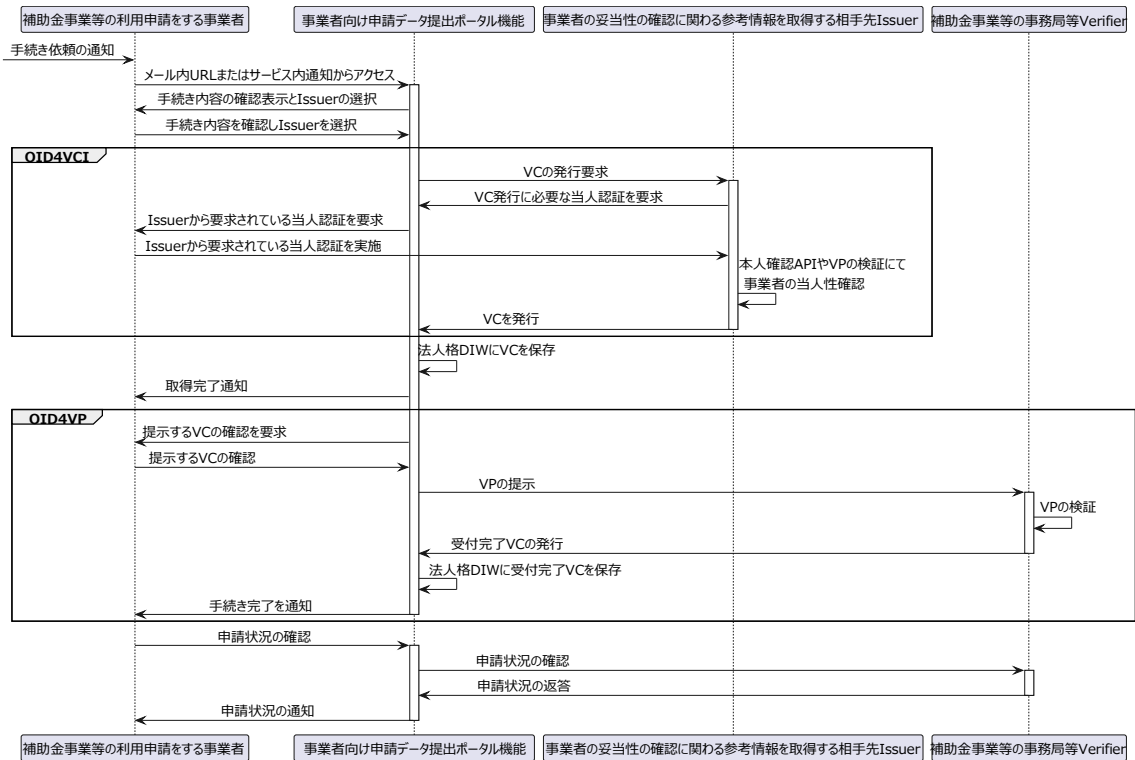 補助金事業等の利用申請をする事業者
事業者向け申請データ提出ポータル機能
事業者の妥当性の確認に関わる参考情報を取得する相手先Issuer
補助金事業等の事務局等Verifier
手続き依頼の通知
メール内URLまたはサービス内通知からアクセス
手続き内容の確認表示とIssuerの選択
手続き内容を確認しIssuerを選択
OID4VCI
VCの発行要求
VC発行に必要な当人認証を要求
Issuerから要求されている当人認証を要求
Issuerから要求されている当人認証を実施
本人確認APIやVPの検証にて
事業者の当人性確認
VCを発行
法人格DIWにVCを保存
取得完了通知
OID4VP
提示するVCの確認を要求
提示するVCの確認
VPの提示
VPの検証
受付完了VCの発行
法人格DIWに受付完了VCを保存
手続き完了を通知
申請状況の確認
申請状況の確認
申請状況の返答
申請状況の通知
補助金事業等の利用申請をする事業者
事業者向け申請データ提出ポータル機能
事業者の妥当性の確認に関わる参考情報を取得する相手先Issuer
補助金事業等の事務局等Verifier